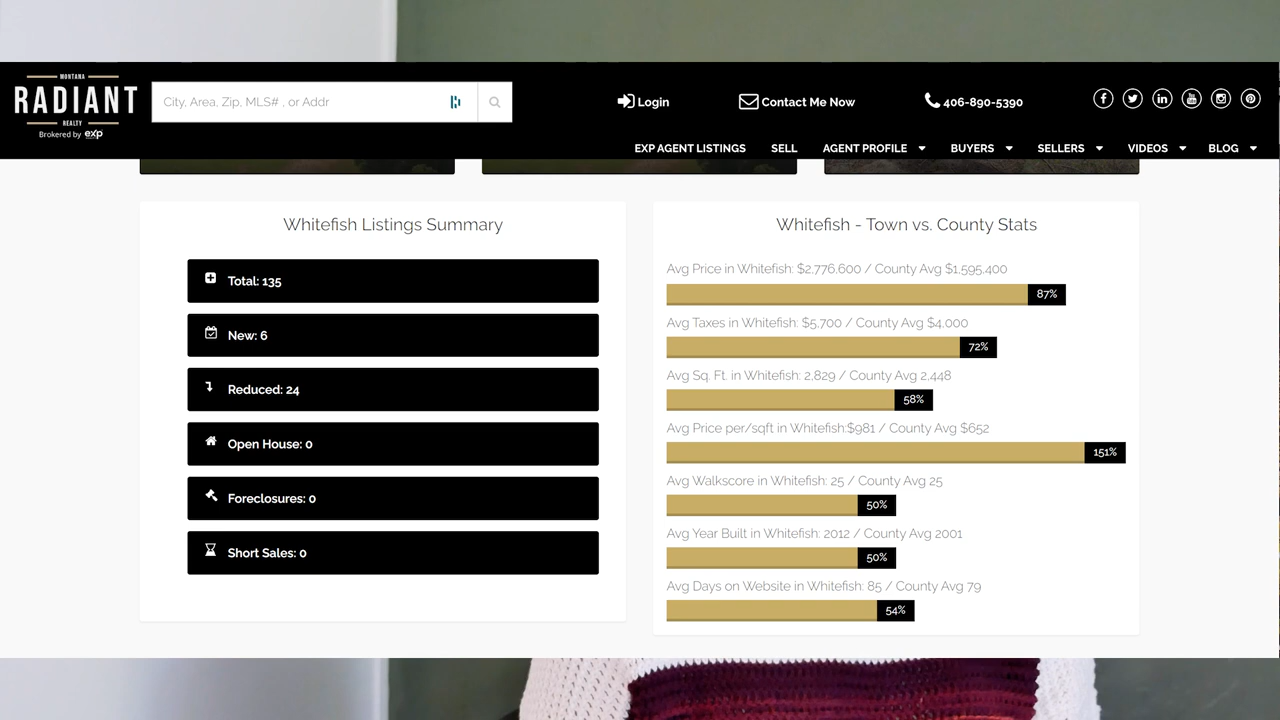 MONTANA
RADIANT
REALTY
Brokered by exp
City, Area, Zip, MLS# , or Addr
Login
Contact Me Now
406-890-5390
EXP AGENT LISTINGS SELL AGENT PROFILE BUYERS SELLERS VIDEOS BLOG
Whitefish Listings Summary
Total: 135
New: 6
Reduced: 24
Open House: 0
Foreclosures: 0
Short Sales: 0
Whitefish - Town vs. County Stats
Avg Price in Whitefish: $2,776,600 / County Avg $1,595,400
87%
Avg Taxes in Whitefish: $5,700 / County Avg $4,000
72%
Avg Sq. Ft. in Whitefish: 2,829 / County Avg 2,448
58%
Avg Price per/sqft in Whitefish:$981 / County Avg $652
151%
Avg Walkscore in Whitefish: 25 / County Avg 25
50%
Avg Year Built in Whitefish: 2012 / County Avg 2001
50%
Avg Days on Website in Whitefish: 85 / County Avg 79
54%